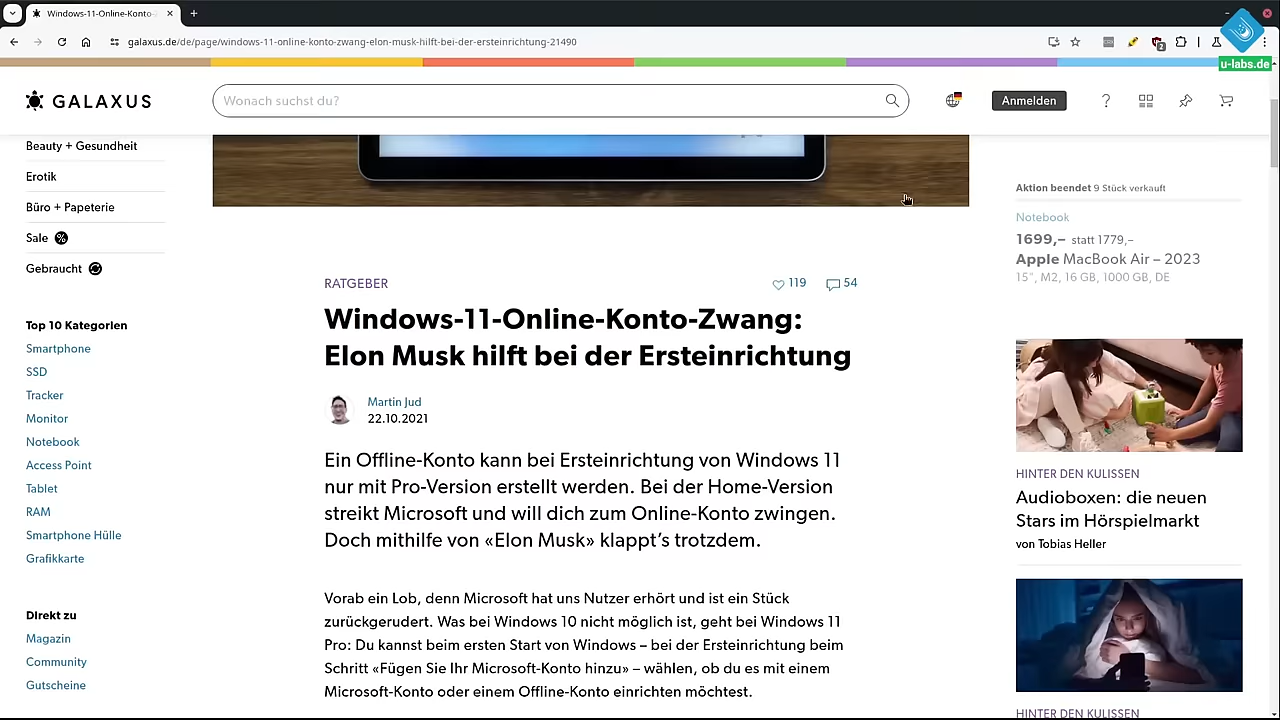 Windows-11-Online-Konto-Z
galaxus.de/de/page/windows-11-online-konto-zwang-elon-musk-hilft-bei-der-ersteinrichtung-21490
u-labs.de
GALAXUS
Wonach suchst du?
Anmelden
Beauty + Gesundheit
Erotik
Büro + Papeterie
Sale %
Gebraucht
Top 10 Kategorien
Smartphone
SSD
Tracker
Monitor
Notebook
Access Point
Tablet
RAM
Smartphone Hülle
Grafikkarte
Direkt zu
Magazin
Community
Gutscheine
RATGEBER
119
54
Windows-11-Online-Konto-Zwang:
Elon Musk hilft bei der Ersteinrichtung
Martin Jud
22.10.2021
Ein Offline-Konto kann bei Ersteinrichtung von Windows 11
nur mit Pro-Version erstellt werden. Bei der Home-Version
streikt Microsoft und will dich zum Online-Konto zwingen.
Doch mithilfe von «Elon Musk» klappt's trotzdem.
Vorab ein Lob, denn Microsoft hat uns Nutzer erhört und ist ein Stück
zurückgerudert. Was bei Windows 10 nicht möglich ist, geht bei Windows 11
Pro: Du kannst beim ersten Start von Windows – bei der Ersteinrichtung beim
Schritt «Fügen Sie Ihr Microsoft-Konto hinzu» – wählen, ob du es mit einem
Microsoft-Konto oder einem Offline-Konto einrichten möchtest.
Aktion beendet 9 Stück verkauft
Notebook
1699,– statt 1779,–
Apple MacBook Air – 2023
15", M2, 16 GB, 1000 GB, DE
HINTER DEN KULISSEN
Audioboxen: die neuen
Stars im Hörspielmarkt
von Tobias Heller
HINTER DEN KULISSEN